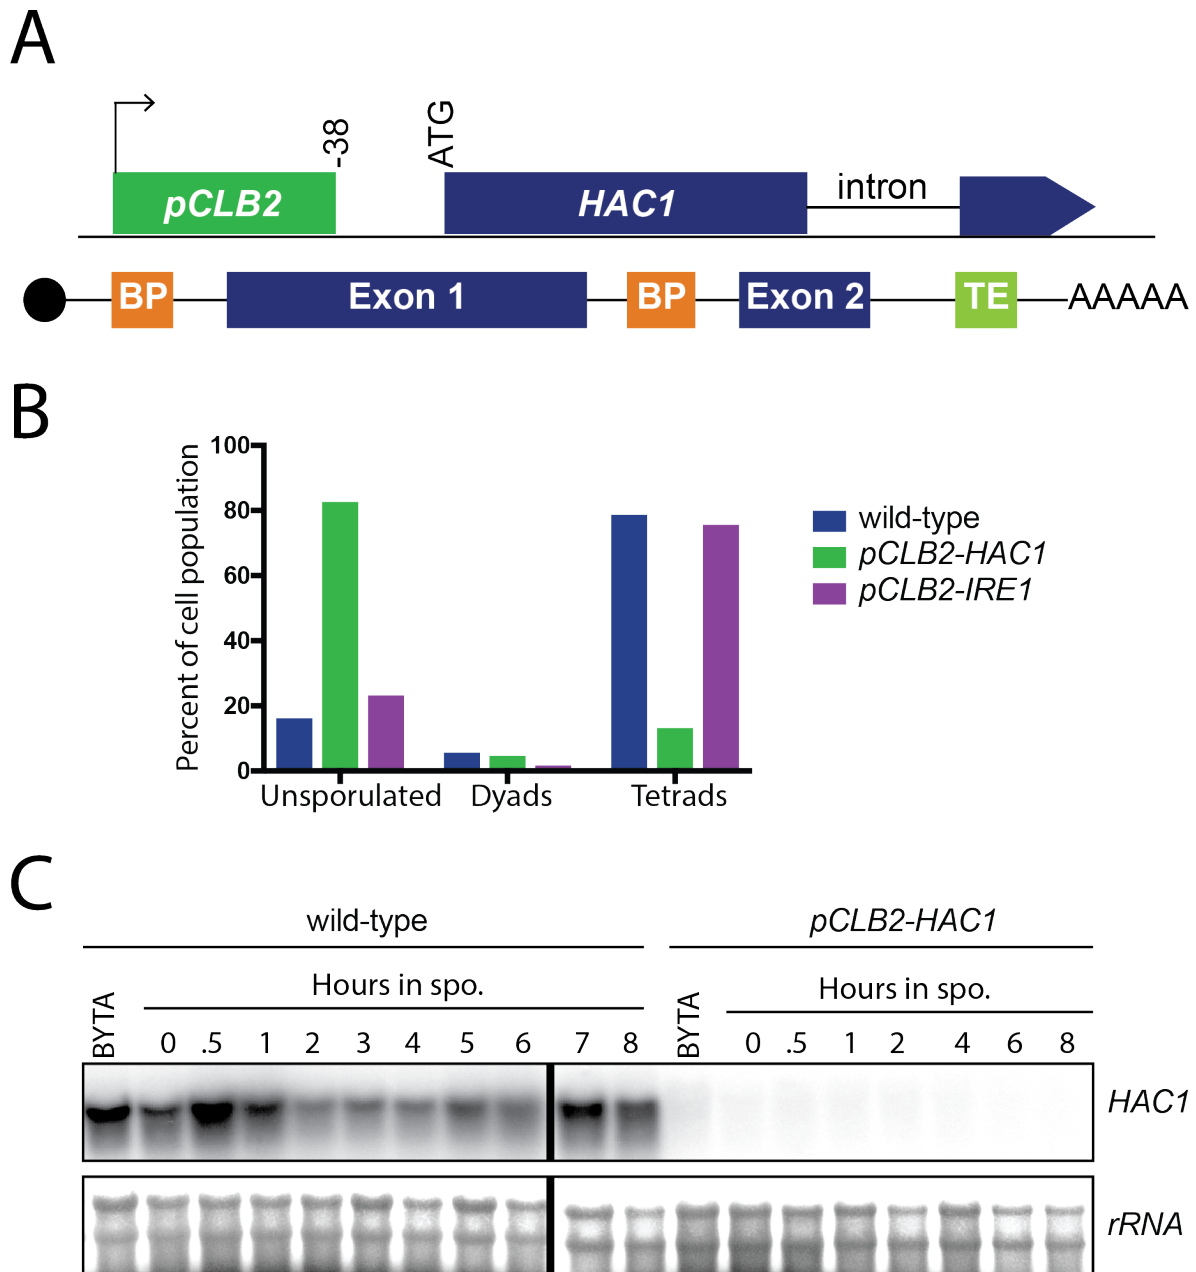 A
-38
ATG
pCLB2
HAC1
intron
BP
Exon 1
BP
Exon 2
TE
AAAAA
B
Percent of cell population
100
80
60
40
20
0
Unsporulated
Dyads
Tetrads
wild-type
pCLB2-HAC1
pCLB2-IRE1
C
wild-type
pCLB2-HAC1
Hours in spo.
Hours in spo.
BYTA 0 .5 1 2 3 4 5 6 7 8
BYTA 0 .5 1 2 4 6 8
HAC1
rRNA